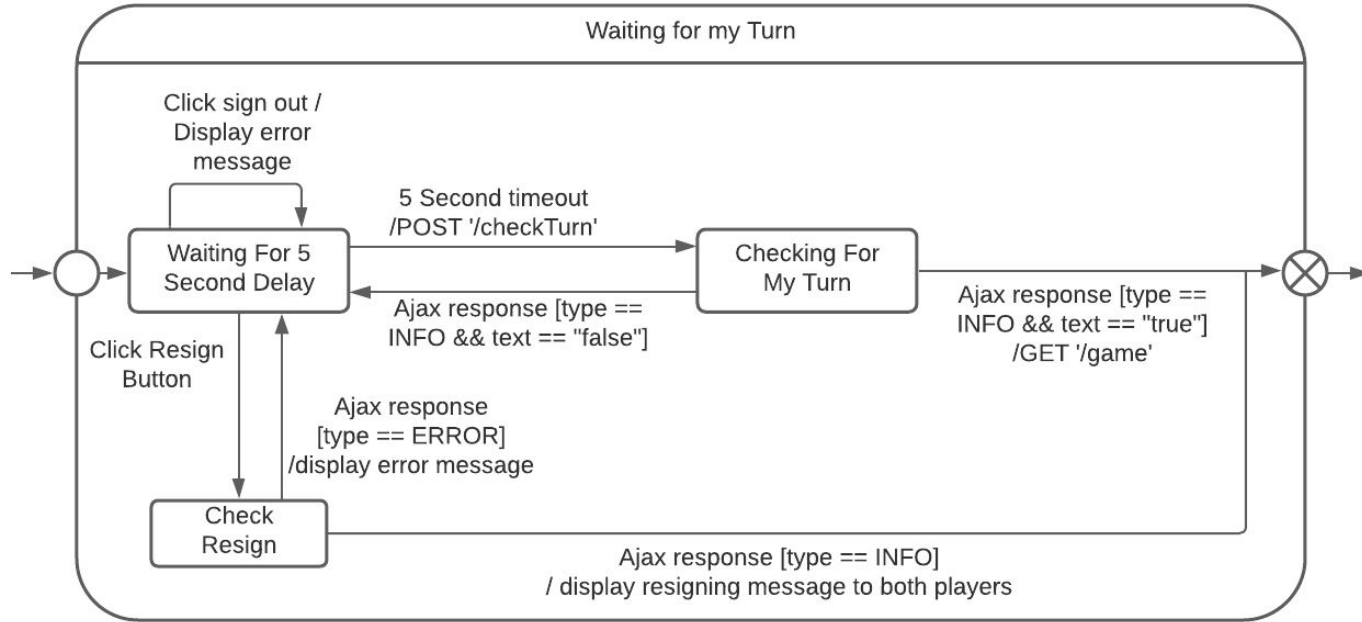 Waiting for my Turn
Click sign out /
Display error
message
5 Second timeout
/POST '/checkTurn'
Waiting For 5
Second Delay
Checking For
My Turn
Ajax response [type ==
INFO && text == "false"]
Ajax response [type ==
INFO && text == "true"]
/GET '/game'
Click Resign
Button
Ajax response
[type == ERROR]
/display error message
Check
Resign
Ajax response [type == INFO]
/ display resigning message to both players